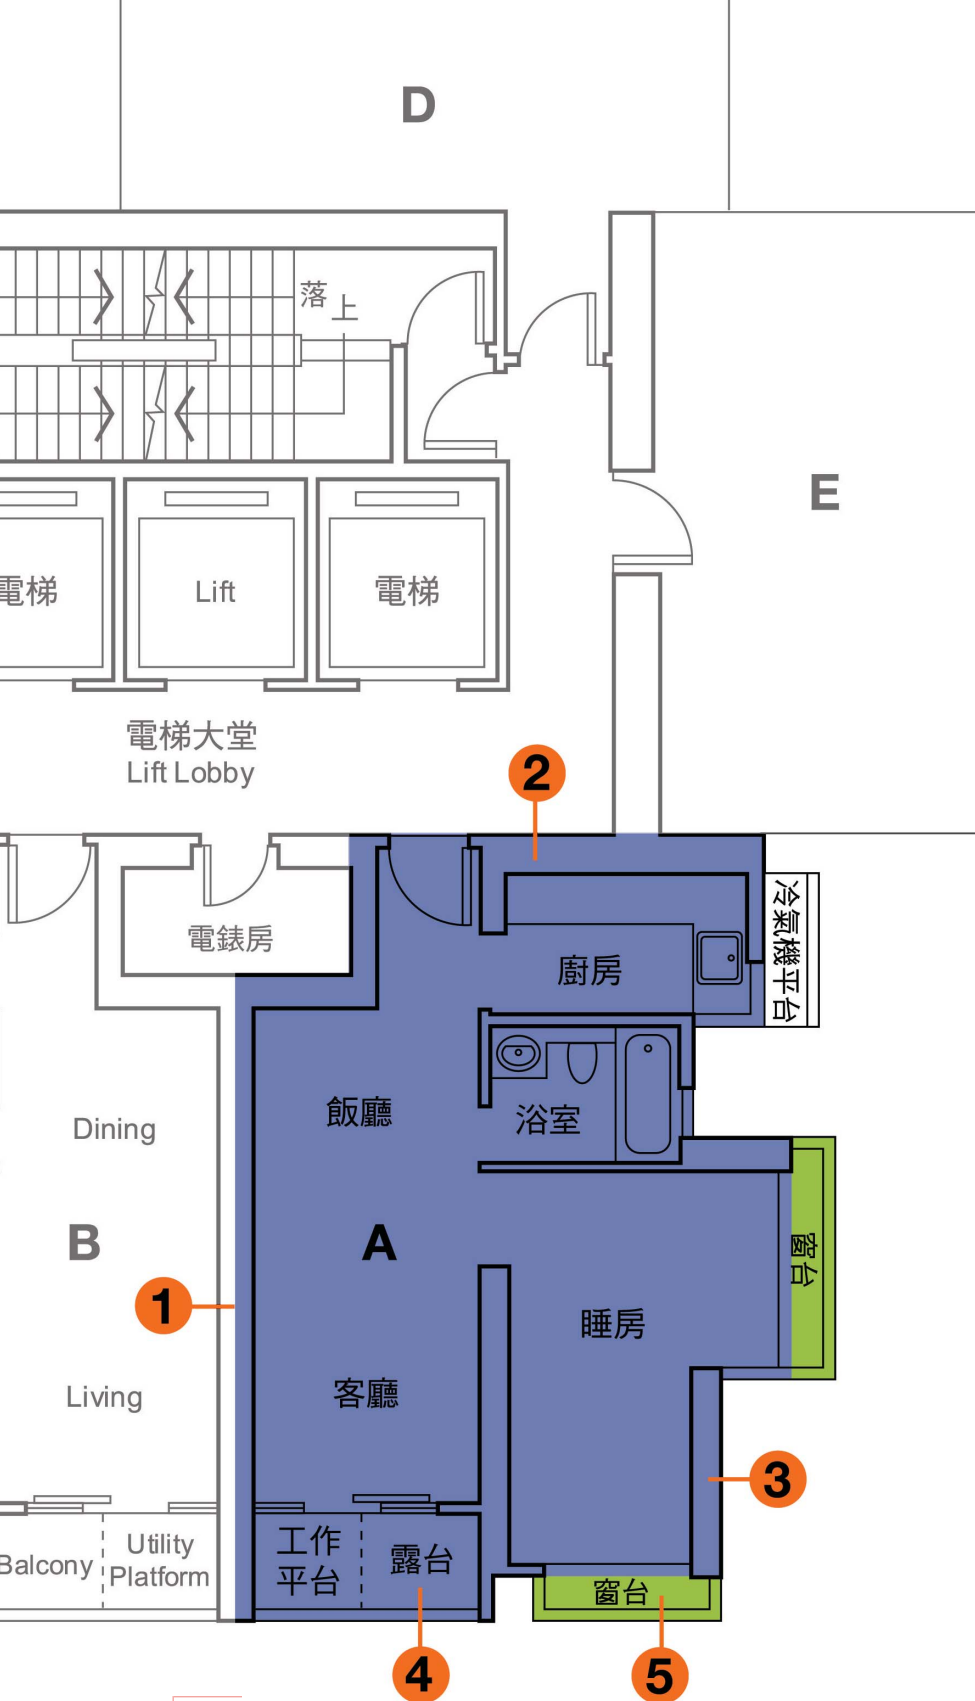 D
落
上
E
電梯
Lift
電梯
電梯大堂
Lift Lobby
2
電錶房
廚房
冷氣機平台
飯廳
浴室
Dining
B
A
窗台
1
睡房
Living
客廳
3
工作
平台
露台
Balcony
Utility
Platform
窗台
4
5